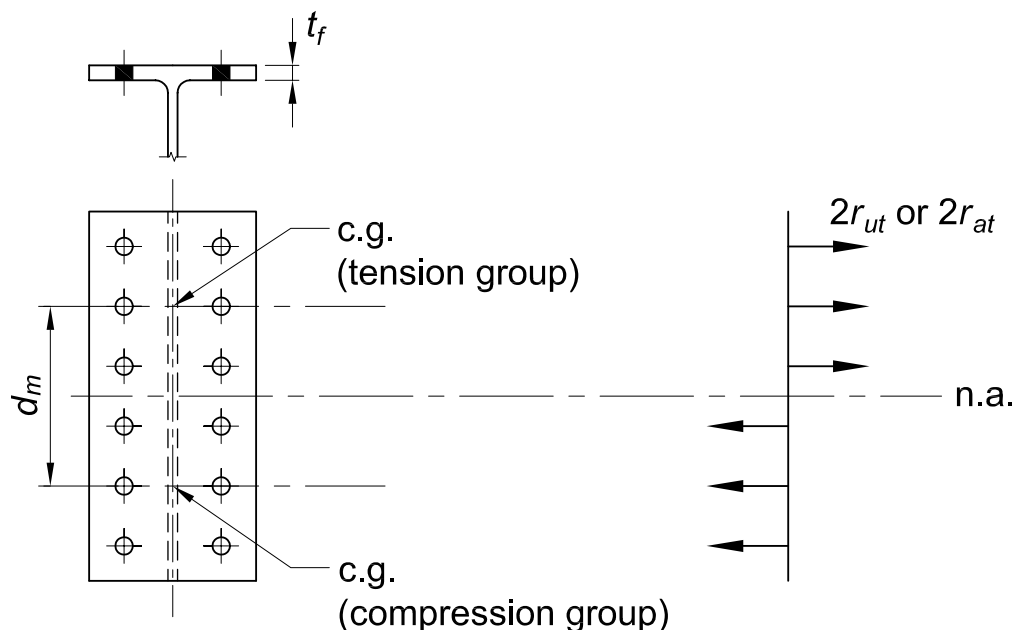 t_f
2r_ut or 2r_at
c.g.
(tension group)
d_m
n.a.
c.g.
(compression group)